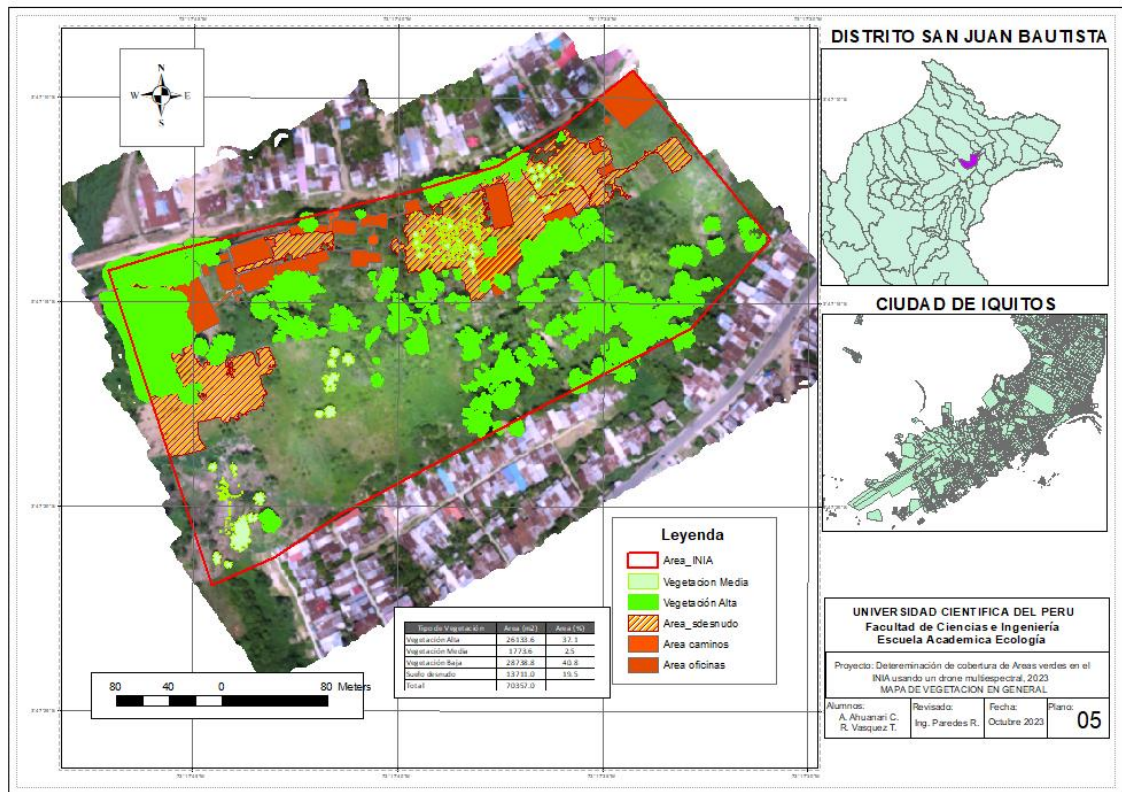 N
W E
S
DISTRITO SAN JUAN BAUTISTA
CIUDAD DE IQUITOS
Leyenda
Area_INIA
Vegetacion Media
Vegetación Alta
Area_sdesnudo
Area caminos
Area oficinas
Tipo de Vegetación Area (m2) Area (%)
Vegetación Alta 26133.6 37.1
Vegetación Media 1773.6 2.5
Vegetación Baja 28738.8 40.8
Suelo desnudo 13711.0 19.5
Total 70357.0
80 40 0 80 Meters
UNIVERSIDAD CIENTIFICA DEL PERU
Facultad de Ciencias e Ingeniería
Escuela Academica Ecología
Proyecto: Detereminación de cobertura de Areas verdes en el
INIA usando un drone multiespectral, 2023
MAPA DE VEGETACION EN GENERAL
Alumnos:
A. Ahuanari C.
R. Vasquez T.
Revisado:
Ing. Paredes R.
Fecha:
Octubre 2023
Plano:
05